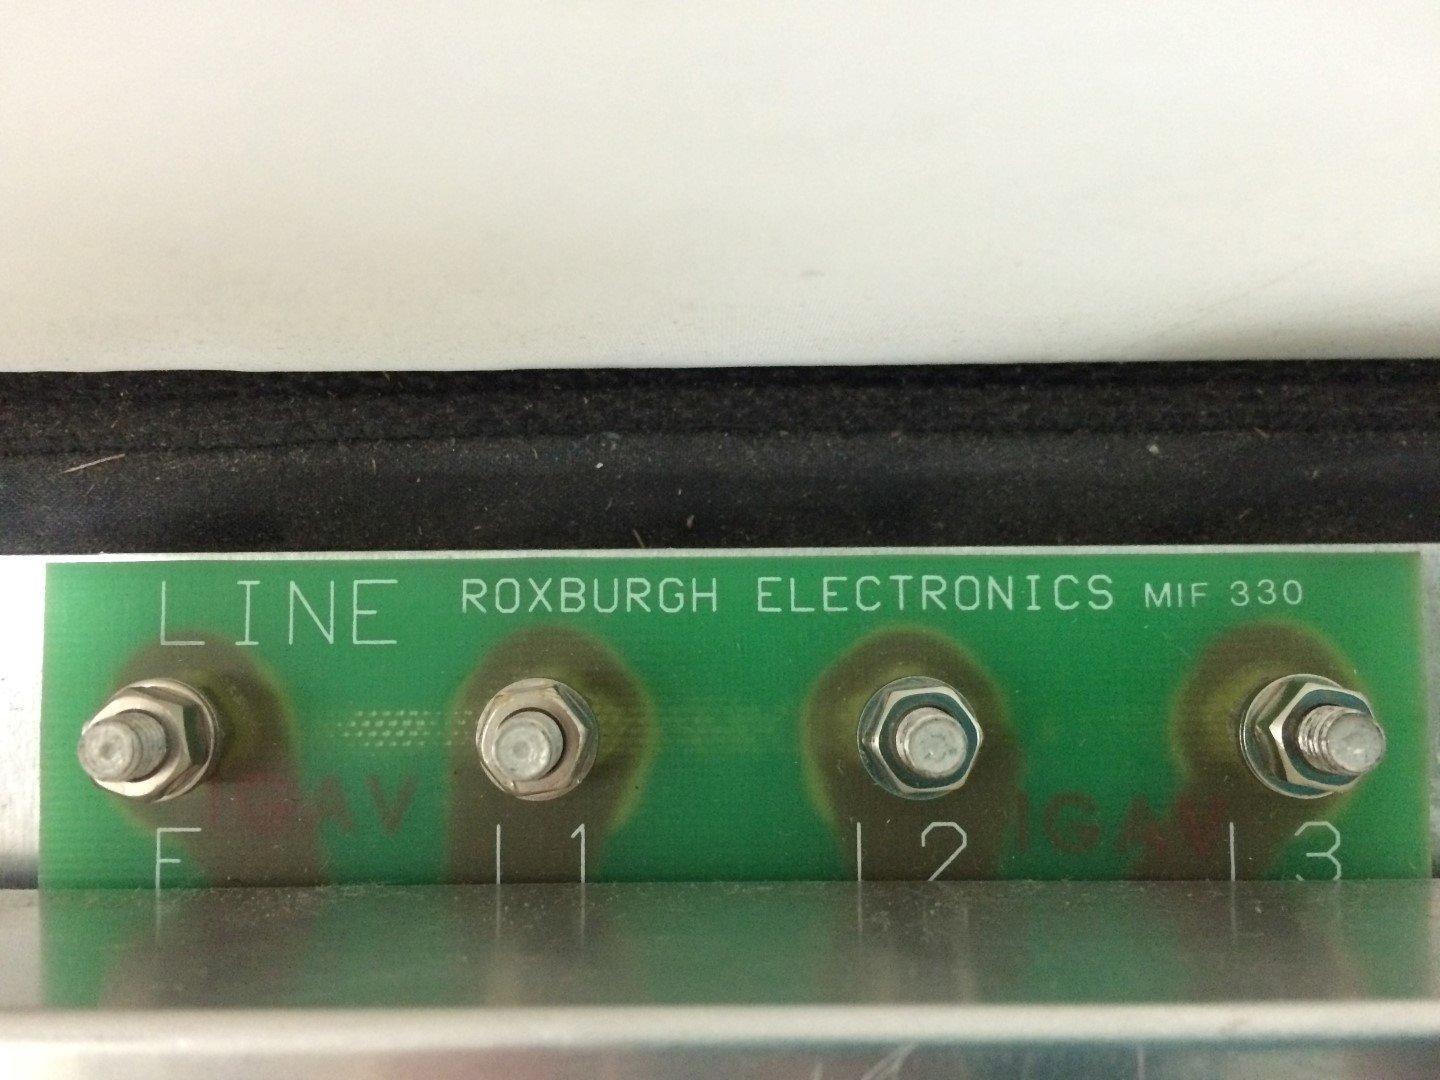 LINE ROXBURGH ELECTRONICS MIF 330
E L1 L2 L3